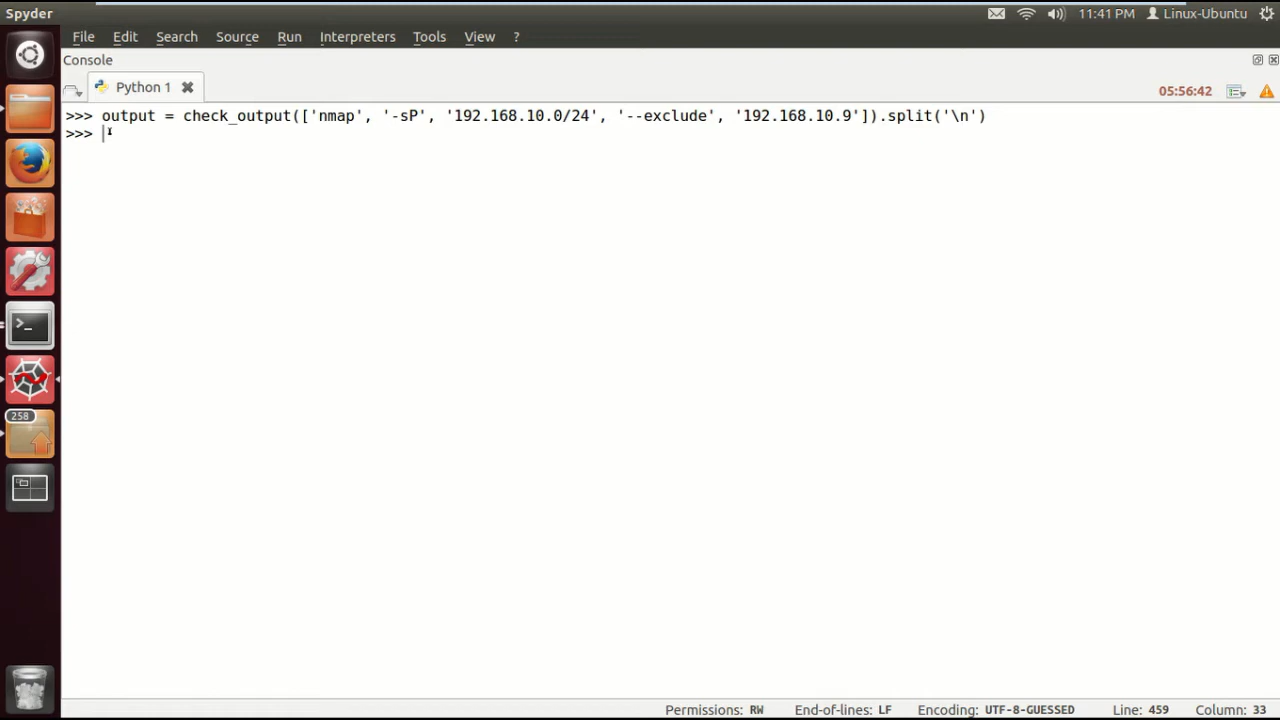 Spyder
11:41 PM Linux-Ubuntu
File Edit Search Source Run Interpreters Tools View ?
Console
Python 1
05:56:42
>>> output = check_output(['nmap', '-sP', '192.168.10.0/24', '--exclude', '192.168.10.9']).split('\n')
>>>
>_
258
Permissions: RW End-of-lines: LF Encoding: UTF-8-GUESSED Line: 459 Column: 33